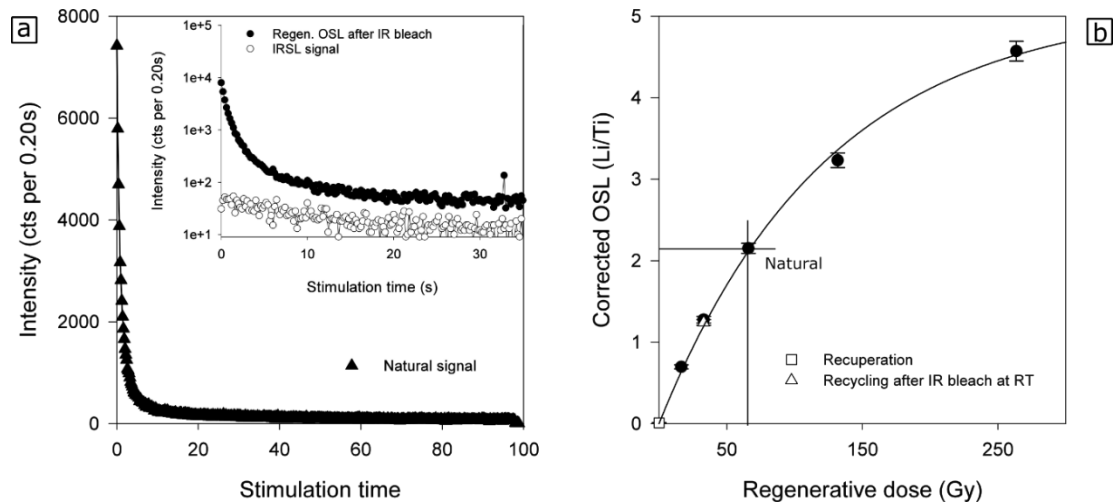 a
8000
6000
4000
2000
0
Intensity (cts per 0.20s)
0 20 40 60 80 100
Stimulation time
Natural signal
1e+5
1e+4
1e+3
1e+2
1e+1
Intensity (cts per 0.20s)
Regen. OSL after IR bleach
IRSL signal
0 10 20 30
Stimulation time (s)
b
5
4
3
2
1
0
Corrected OSL (Li/Ti)
Natural
Recuperation
Recycling after IR bleach at RT
50 150 250
Regenerative dose (Gy)